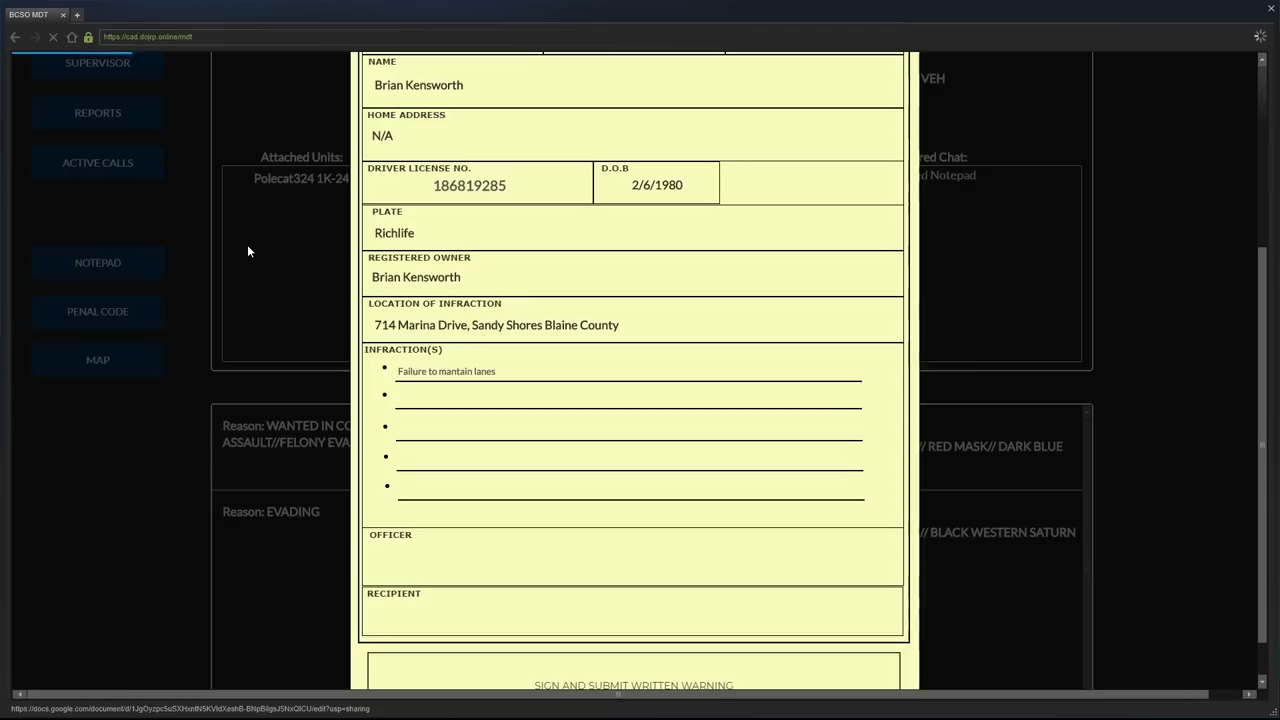 BCSO MDT
https://cad.dojrp.online/mdt
SUPERVISOR
REPORTS
ACTIVE CALLS
NOTEPAD
PENAL CODE
MAP
Attached Units:
Polecat324 1K-24
VEH
red Chat:
ed Notepad
NAME
Brian Kensworth
HOME ADDRESS
N/A
DRIVER LICENSE NO.
D.O.B
186819285
2/6/1980
PLATE
Richlife
REGISTERED OWNER
Brian Kensworth
LOCATION OF INFRACTION
714 Marina Drive, Sandy Shores Blaine County
INFRACTION(S)
Failure to mantain lanes
OFFICER
RECIPIENT
SIGN AND SUBMIT WRITTEN WARNING
Reason: WANTED IN CO
ASSAULT//FELONY EVA
// RED MASK// DARK BLUE
Reason: EVADING
// BLACK WESTERN SATURN